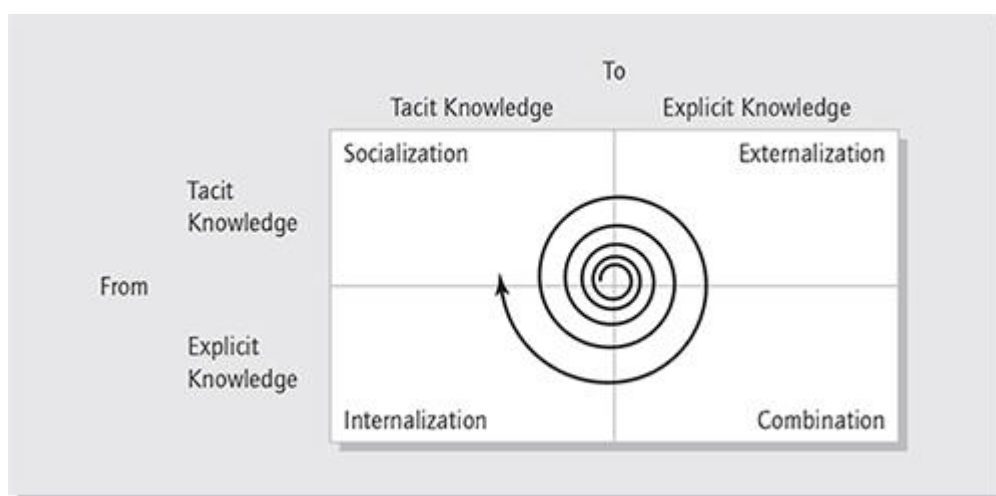 To
Tacit Knowledge
Explicit Knowledge
Socialization
Externalization
Tacit
Knowledge
From
Explicit
Knowledge
Internalization
Combination